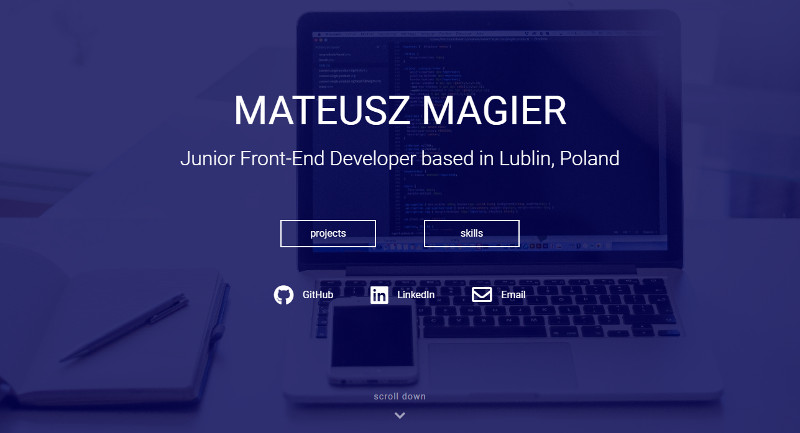 MATEUSZ MAGIER
Junior Front-End Developer based in Lublin, Poland
projects skills
GitHub LinkedIn Email
scroll down